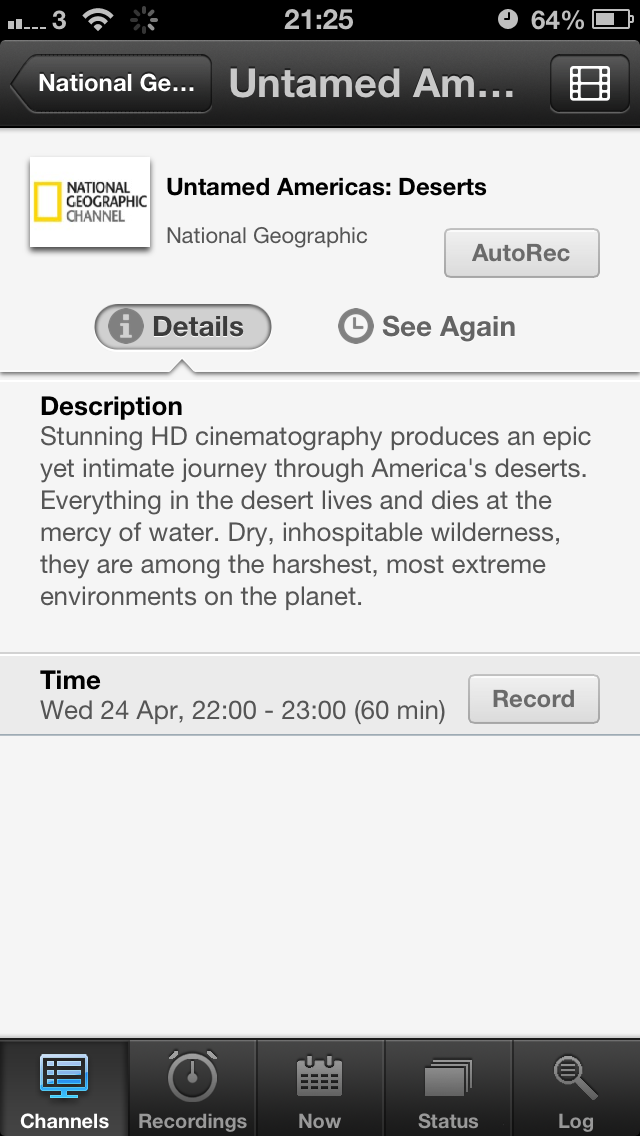 3 21:25 64%
National Ge... Untamed Am...
NATIONAL
GEOGRAPHIC
CHANNEL
Untamed Americas: Deserts
National Geographic
AutoRec
Details See Again
Description
Stunning HD cinematography produces an epic
yet intimate journey through America's deserts.
Everything in the desert lives and dies at the
mercy of water. Dry, inhospitable wilderness,
they are among the harshest, most extreme
environments on the planet.
Time
Wed 24 Apr, 22:00 - 23:00 (60 min)
Record
Channels Recordings Now Status Log